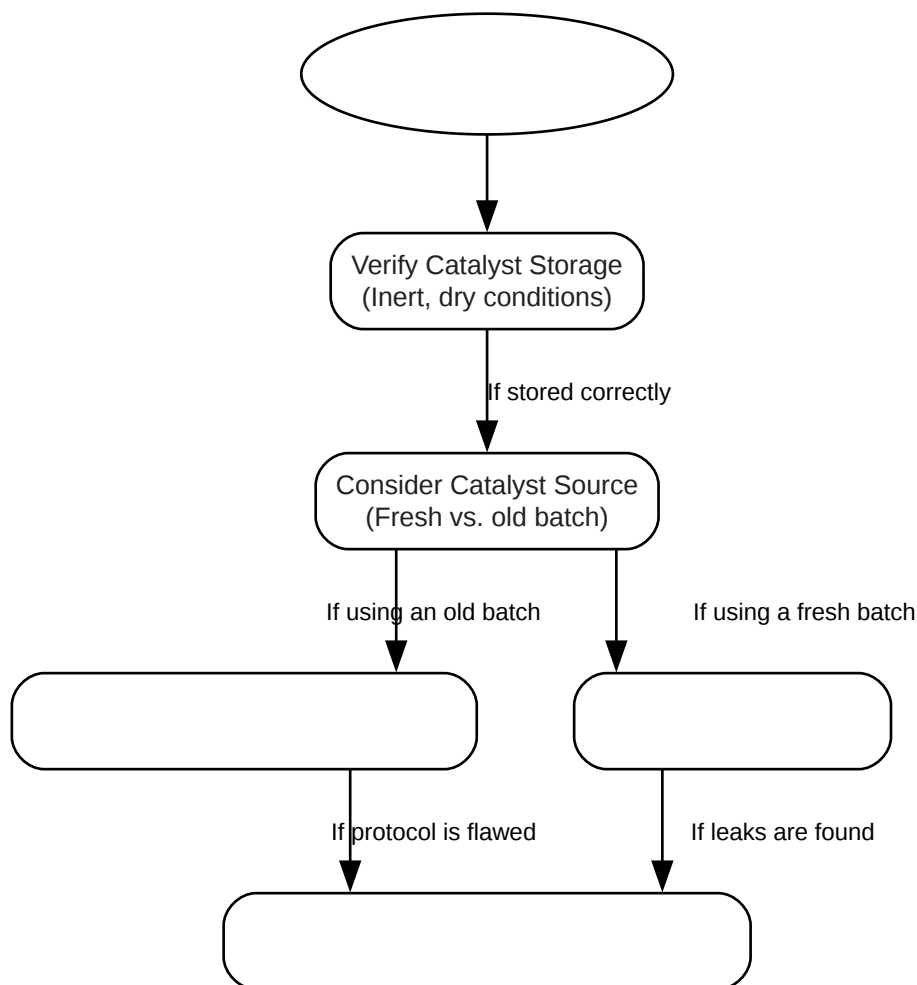 Verify Catalyst Storage
(Inert, dry conditions)
If stored correctly
Consider Catalyst Source
(Fresh vs. old batch)
If using an old batch
If using a fresh batch
If protocol is flawed
If leaks are found